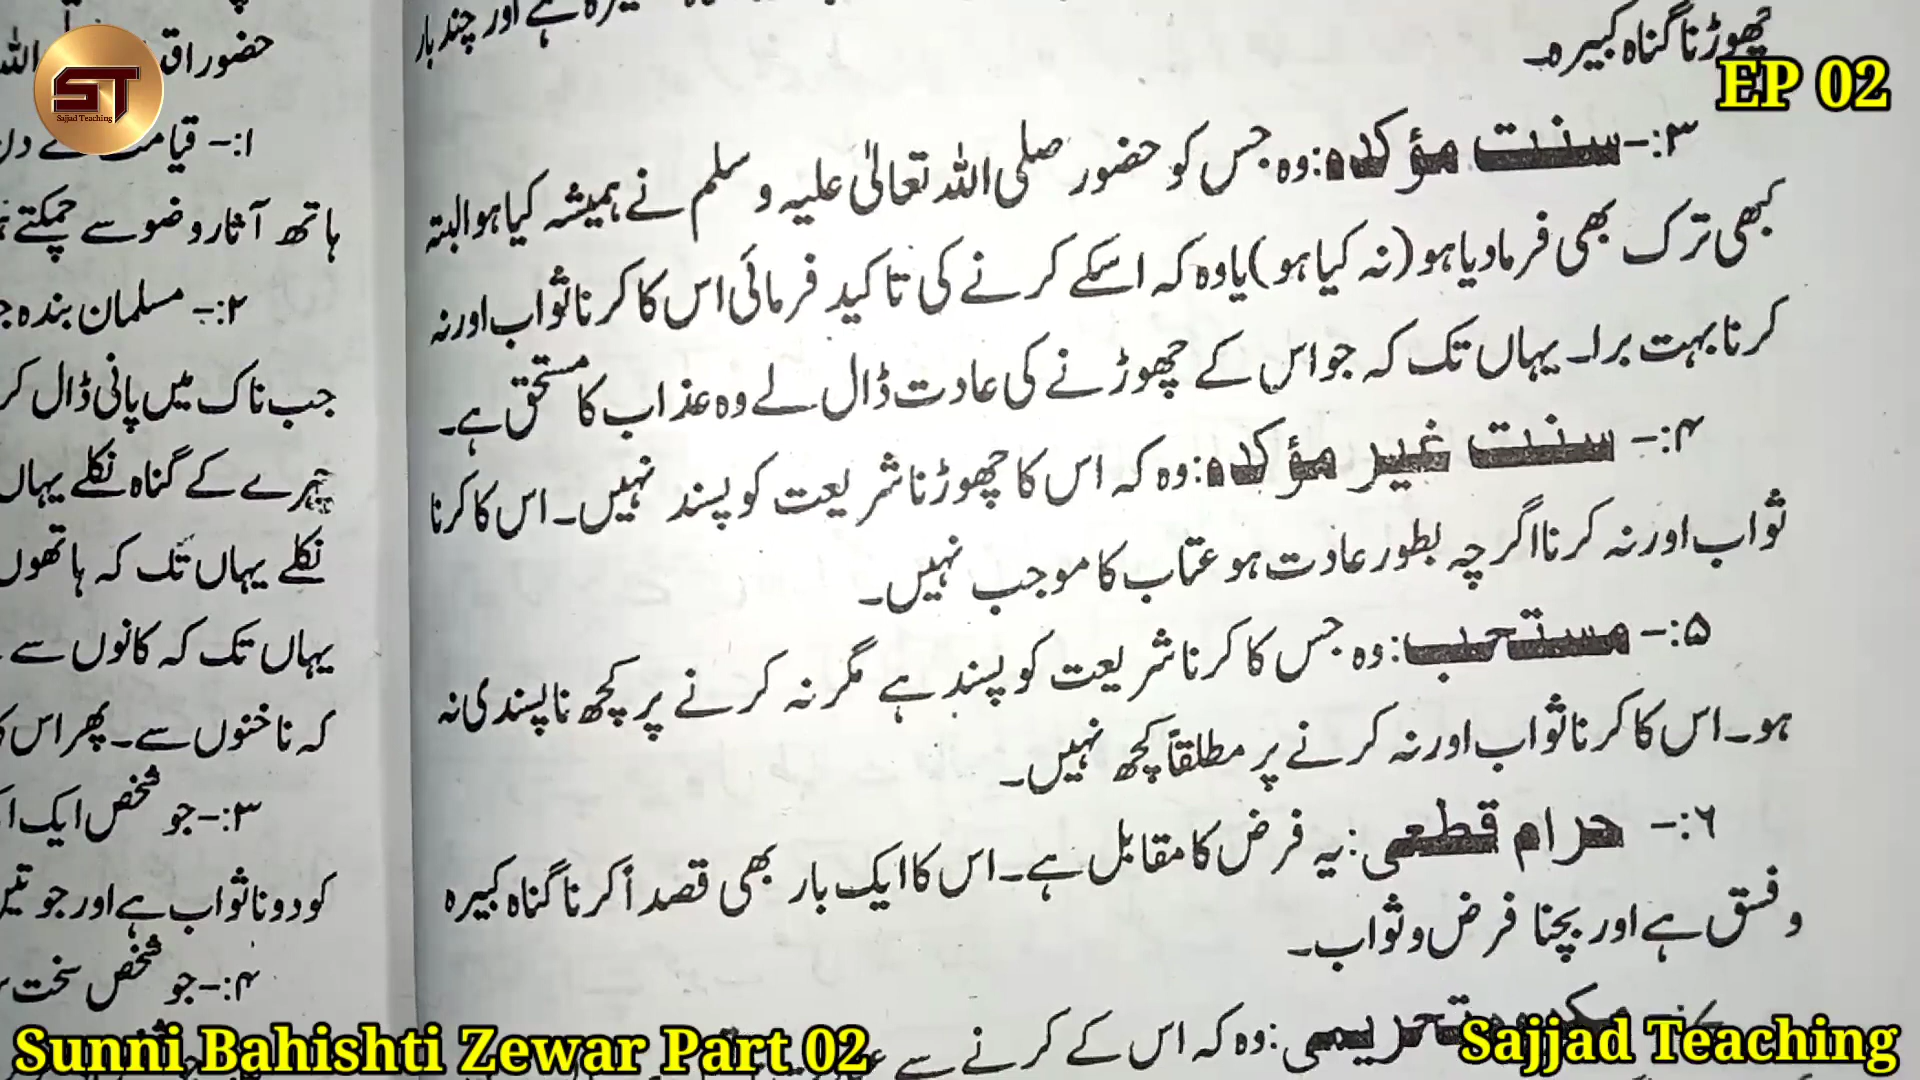 اور چند بار
چھوڑنا گناہ کبیرہ۔
EP 02
ST
Sajjad Teaching
۳:- سنت مؤکدہ: وہ جس کو حضور صلی اللہ تعالیٰ علیہ وسلم نے ہمیشہ کیا ہو البتہ
کبھی ترک بھی فرما دیا ہو (نہ کیا ہو) یا وہ کہ اسکے کرنے کی تاکید فرمائی اس کا کرنا ثواب اور نہ
کرنا بہت برا۔ یہاں تک کہ جو اس کے چھوڑنے کی عادت ڈال لے وہ عذاب کا مستحق ہے۔
۴:- سنت غیر مؤکدہ: وہ کہ اس کا چھوڑنا شریعت کو پسند نہیں۔ اس کا کرنا
ثواب اور نہ کرنا اگرچہ بطور عادت ہو عتاب کا موجب نہیں۔
۵:- مستحب: وہ جس کا کرنا شریعت کو پسند ہے مگر نہ کرنے پر کچھ ناپسندی نہ
ہو۔ اس کا کرنا ثواب اور نہ کرنے پر مطلقاً کچھ نہیں۔
۶:- حرام قطعی: یہ فرض کا مقابل ہے۔ اس کا ایک بار بھی قصداً کرنا گناہ کبیرہ
و فسق ہے اور بچنا فرض و ثواب۔
تحریمی: وہ کہ اس کے کرنے سے
حضور
۱:- قیامت کے دن
ہاتھ آثار وضو سے چمکتے
۲:- مسلمان بندہ
جب ناک میں پانی ڈال کر
چہرے کے گناہ نکلے یہاں
نکلے یہاں تک کہ ہاتھوں
یہاں تک کہ کانوں سے
کہ ناخنوں سے۔ پھر اس
۳:- جو شخص ایک
کو دونا ثواب ہے اور جو
۴:- جو شخص سخت
Sunni Bahishti Zewar Part 02
Sajjad Teaching